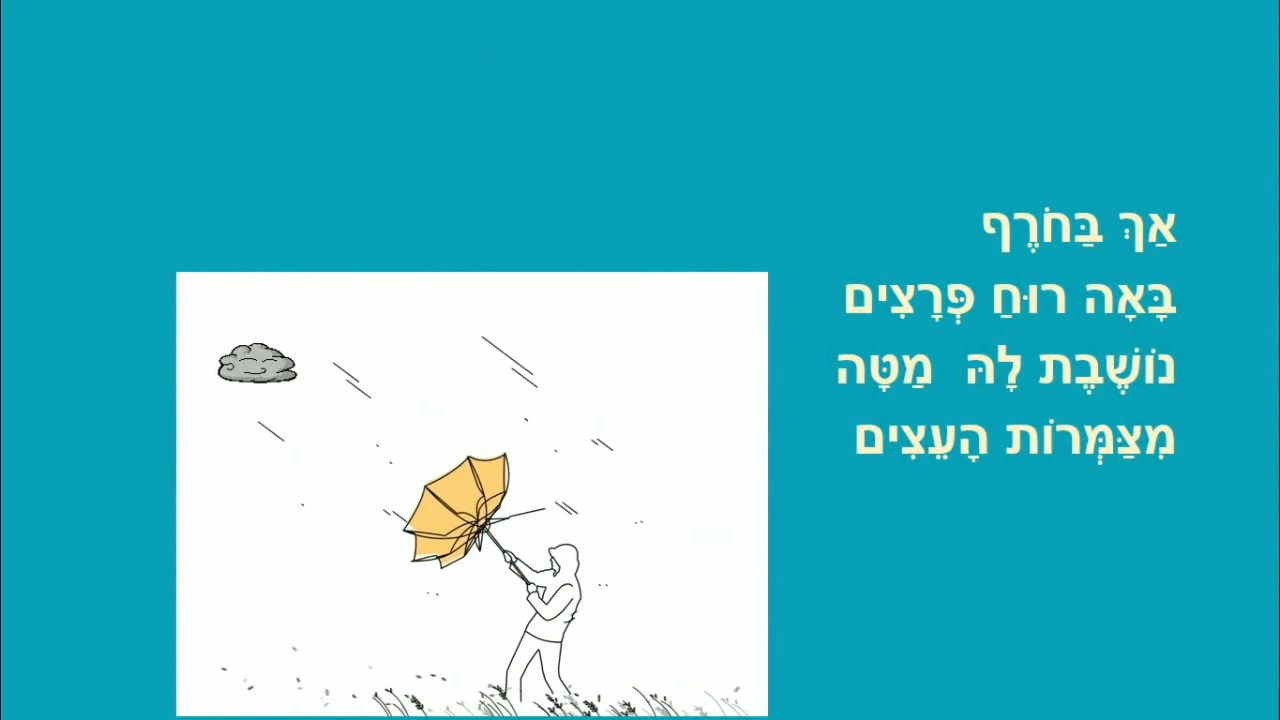 אַךְ בַּחֹרֶף
בָּאָה רוּחַ פְּרָצִים
נוֹשֶׁבֶת לָהּ מַטָּה
מִצַּמְּרוֹת הָעֵצִים